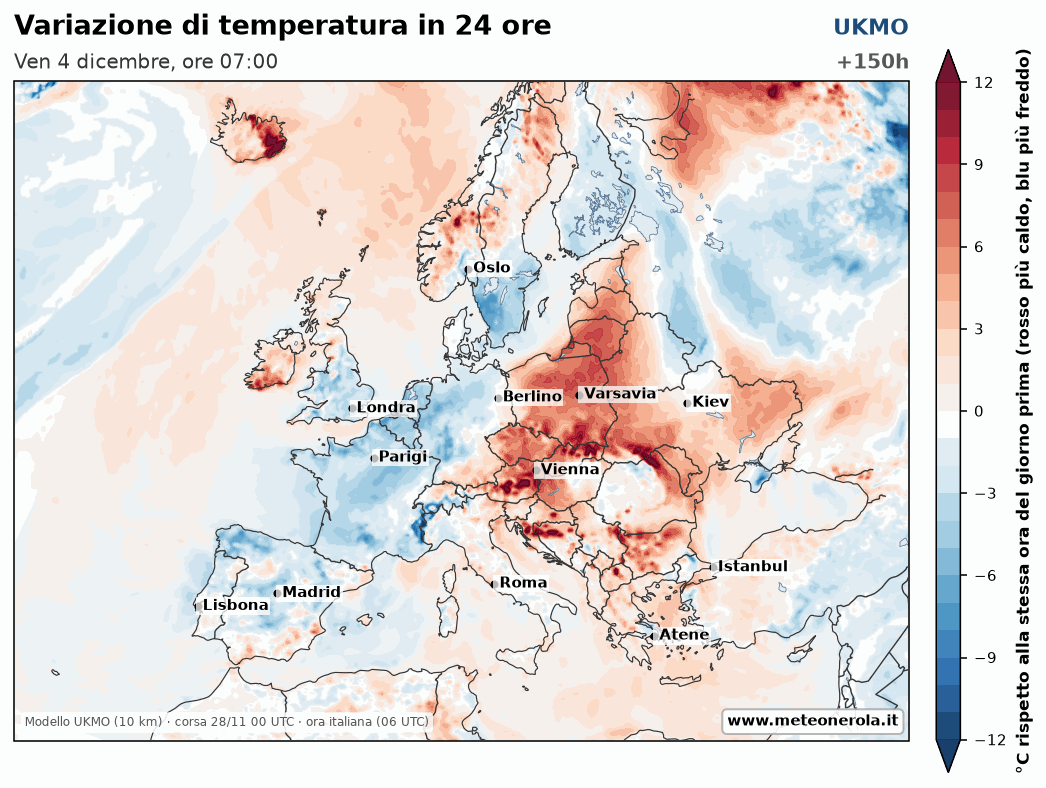 Variazione di temperatura in 24 ore
UKMO
Ven 4 dicembre, ore 07:00
+150h
Oslo
Berlino
Varsavia
Kiev
Londra
Parigi
Vienna
Istanbul
Roma
Madrid
Lisbona
Atene
Modello UKMO (10 km) · corsa 28/11 00 UTC · ora italiana (06 UTC)
www.meteonerola.it
12
9
6
3
0
−3
−6
−9
−12
°C rispetto alla stessa ora del giorno prima (rosso più caldo, blu più freddo)